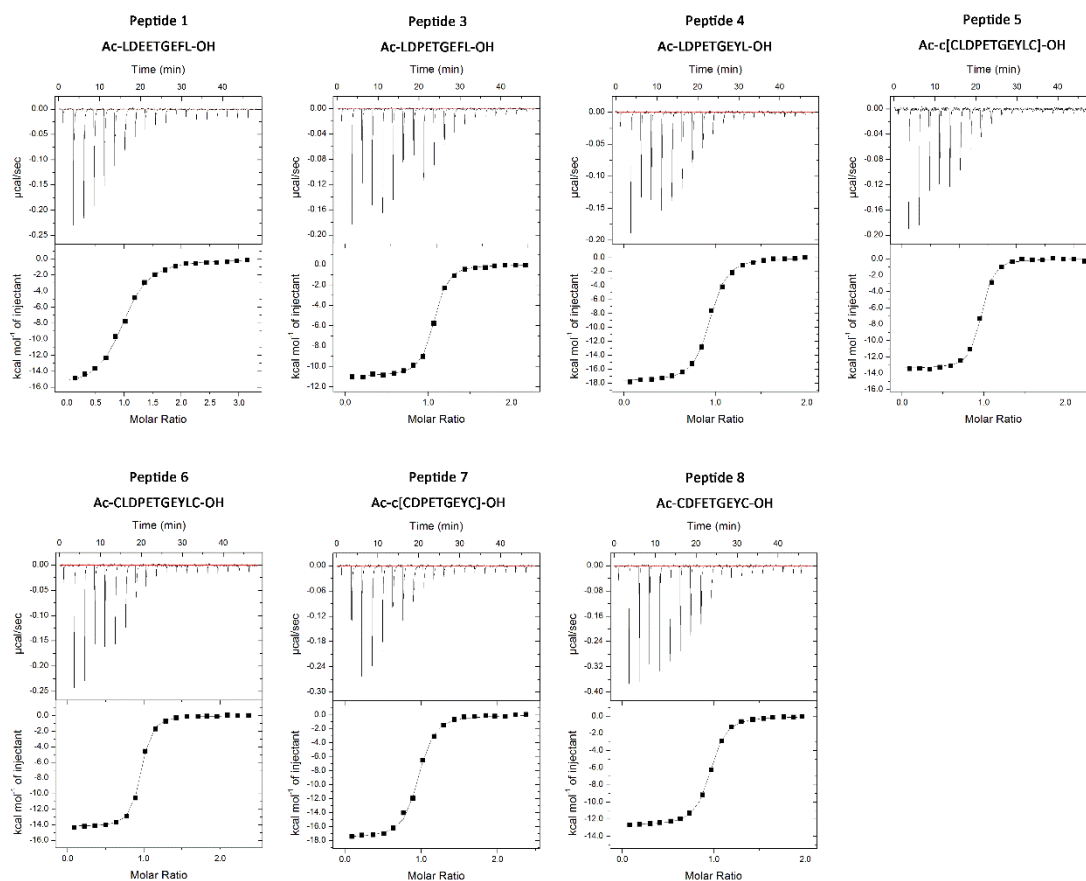 Peptide 1
Ac-LDEETGEFL-OH
Time (min)
0 10 20 30 40
0.00
-0.05
-0.10
-0.15
-0.20
-0.25
µcal/sec
0.0
-2.0
-4.0
-6.0
-8.0
-10.0
-12.0
-14.0
-16.0
kcal mol⁻¹ of injectant
0.0 0.5 1.0 1.5 2.0 2.5 3.0
Molar Ratio
Peptide 3
Ac-LDPETGEFL-OH
Time (min)
0 10 20 30 40
0.00
-0.04
-0.08
-0.12
-0.16
-0.20
µcal/sec
0.0
-2.0
-4.0
-6.0
-8.0
-10.0
-12.0
kcal mol⁻¹ of injectant
0.0 1.0 2.0
Molar Ratio
Peptide 4
Ac-LDPETGEYL-OH
Time (min)
0 10 20 30 40
0.00
-0.05
-0.10
-0.15
-0.20
µcal/sec
0.0
-2.0
-4.0
-6.0
-8.0
-10.0
-12.0
-14.0
-16.0
-18.0
kcal mol⁻¹ of injectant
0.0 1.0 2.0
Molar Ratio
Peptide 5
Ac-c[CLDPETGEYLC]-OH
Time (min)
0 10 20 30 40
0.00
-0.04
-0.08
-0.12
-0.16
-0.20
µcal/sec
0.0
-2.0
-4.0
-6.0
-8.0
-10.0
-12.0
-14.0
-16.0
kcal mol⁻¹ of injectant
0.0 1.0 2.0
Molar Ratio
Peptide 6
Ac-CLDPETGEYLC-OH
Time (min)
0 10 20 30 40
0.00
-0.05
-0.10
-0.15
-0.20
-0.25
µcal/sec
0.0
-2.0
-4.0
-6.0
-8.0
-10.0
-12.0
-14.0
-16.0
kcal mol⁻¹ of injectant
0.0 1.0 2.0
Molar Ratio
Peptide 7
Ac-c[CDPETGEYC]-OH
Time (min)
0 10 20 30 40
0.00
-0.06
-0.12
-0.18
-0.24
-0.30
µcal/sec
0.0
-2.0
-4.0
-6.0
-8.0
-10.0
-12.0
-14.0
-16.0
-18.0
kcal mol⁻¹ of injectant
0.0 1.0 2.0
Molar Ratio
Peptide 8
Ac-CDFETGEYC-OH
Time (min)
0 10 20 30 40
0.00
-0.08
-0.16
-0.24
-0.32
-0.40
µcal/sec
0.0
-2.0
-4.0
-6.0
-8.0
-10.0
-12.0
-14.0
kcal mol⁻¹ of injectant
0.0 1.0 2.0
Molar Ratio